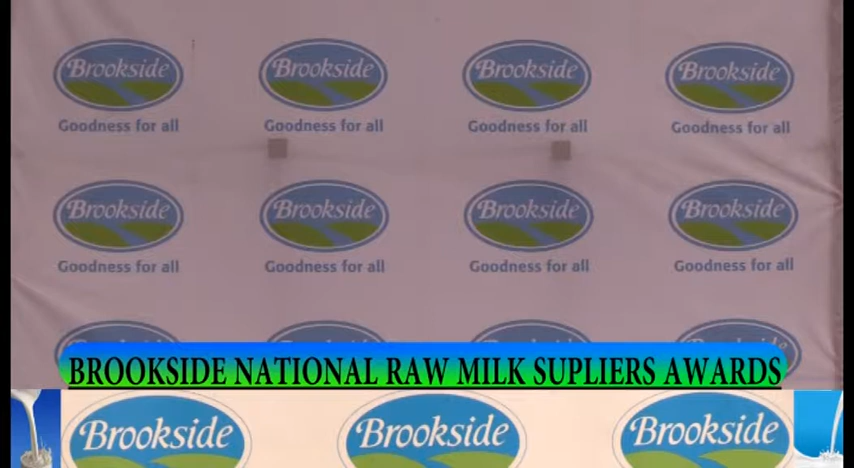 Brookside Brookside Brookside Brookside
Goodness for all Goodness for all Goodness for all Goodness for all
Brookside Brookside Brookside Brookside
Goodness for all Goodness for all Goodness for all Goodness for all
BROOKSIDE NATIONAL RAW MILK SUPLIERS AWARDS
Brookside Brookside Brookside